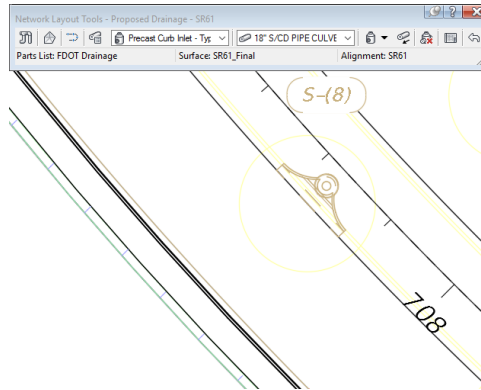 Network Layout Tools - Proposed Drainage - SR61
Precast Curb Inlet - Typ
18" S/CD PIPE CULVE
Parts List: FDOT Drainage Surface: SR61_Final Alignment: SR61
S-(8)
708